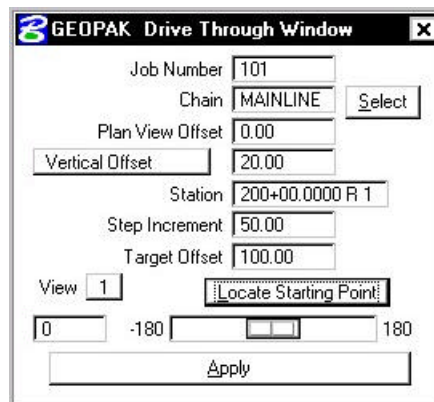 GEOPAK Drive Through Window
Job Number 101
Chain MAINLINE Select
Plan View Offset 0.00
Vertical Offset 20.00
Station 200+00.0000 R 1
Step Increment 50.00
Target Offset 100.00
View 1 Locate Starting Point
0 -180 180
Apply